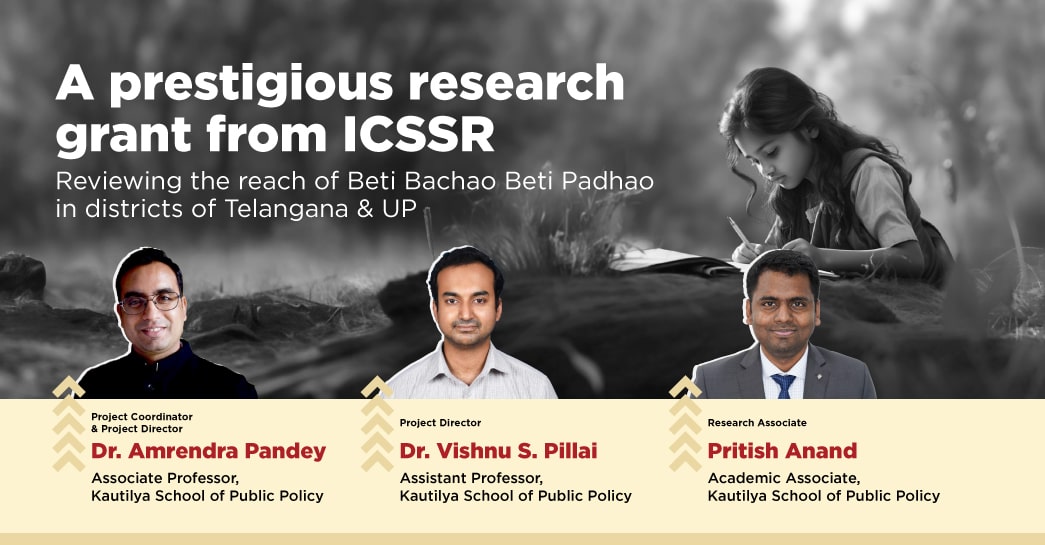 A prestigious research
grant from ICSSR
Reviewing the reach of Beti Bachao Beti Padhao
in districts of Telangana & UP
Project Coordinator
& Project Director
Dr. Amrendra Pandey
Associate Professor,
Kautilya School of Public Policy
Project Director
Dr. Vishnu S. Pillai
Assistant Professor,
Kautilya School of Public Policy
Research Associate
Pritish Anand
Academic Associate,
Kautilya School of Public Policy